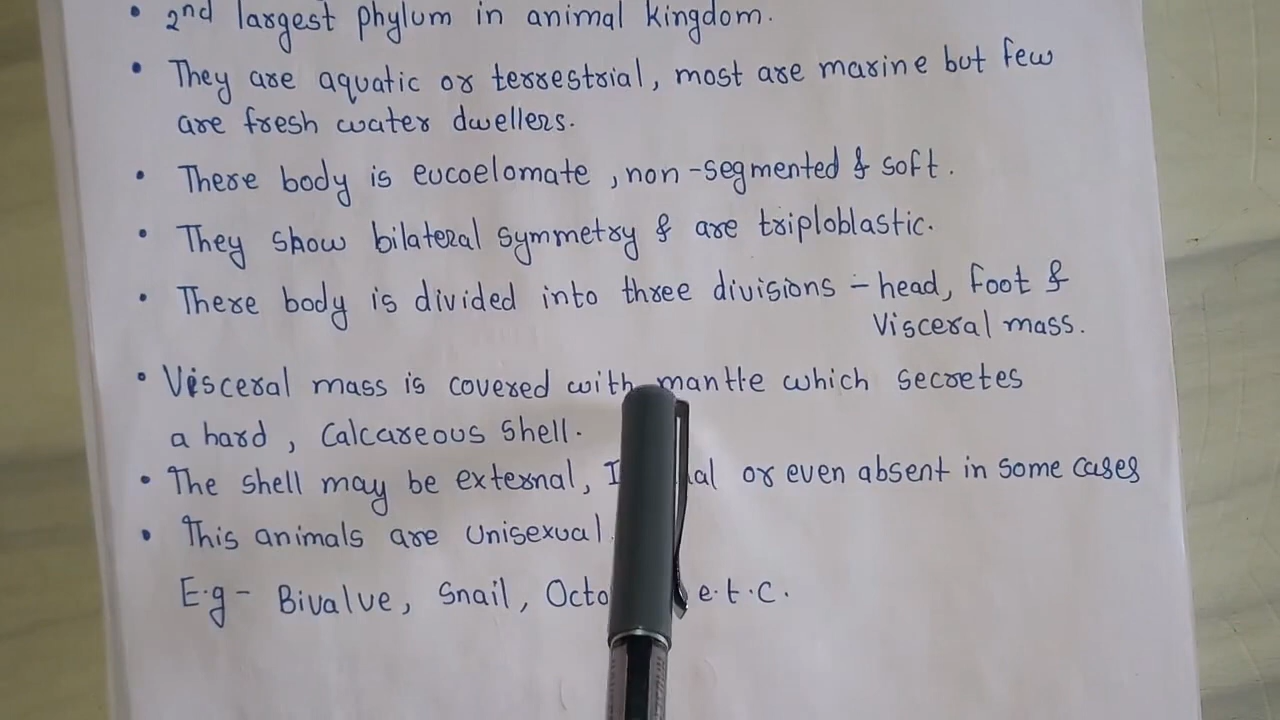 • 2nd largest phylum in animal kingdom.
• They are aquatic or terrestrial, most are marine but few
are fresh water dwellers.
• There body is eucoelomate, non-segmented & soft.
• They show bilateral symmetry & are triploblastic.
• There body is divided into three divisions - head, foot &
Visceral mass.
• Visceral mass is covered with mantle which secretes
a hard, Calcareous Shell.
• The shell may be external, or even absent in some cases
• This animals are Unisexual.
E.g - Bivalve, Snail, e.t.c.